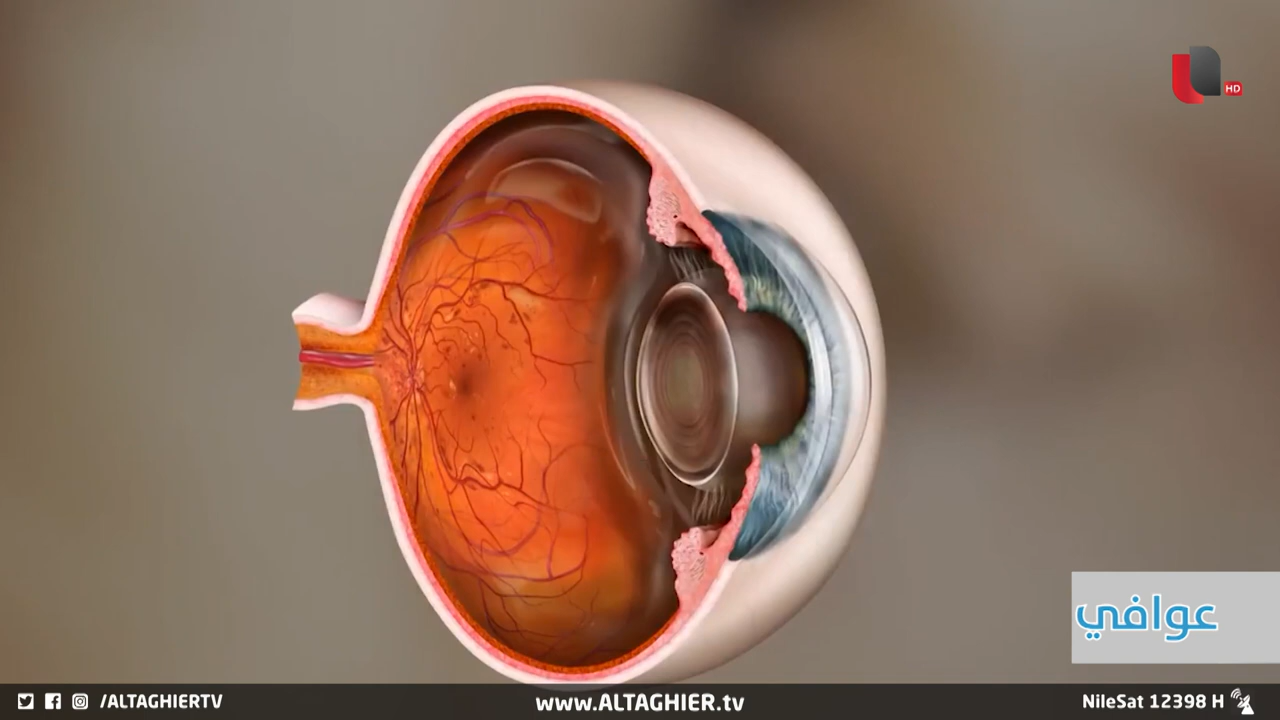 HD
عوافي
/ALTAGHIERTV
www.ALTAGHIER.tv
NileSat 12398 H